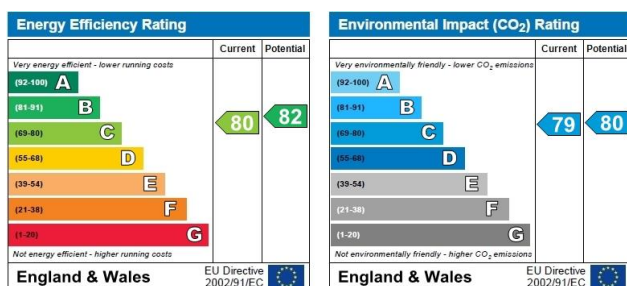 Energy Efficiency Rating
Current Potential
Very energy efficient - lower running costs
(92-100) A
(81-91) B
(69-80) C
(55-68) D
(39-54) E
(21-38) F
(1-20) G
80
82
Not energy efficient - higher running costs
England & Wales
EU Directive
2002/91/EC
Environmental Impact (CO2) Rating
Current Potential
Very environmentally friendly - lower CO2 emissions
(92-100) A
(81-91) B
(69-80) C
(55-68) D
(39-54) E
(21-38) F
(1-20) G
79
80
Not environmentally friendly - higher CO2 emissions
England & Wales
EU Directive
2002/91/EC